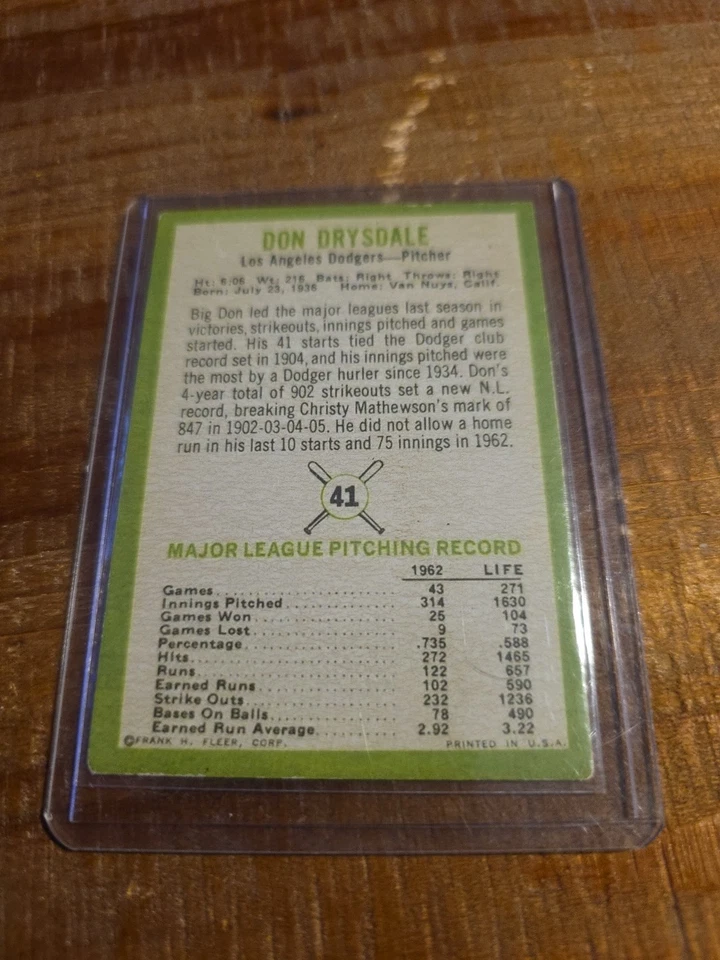 DON DRYSDALE
Los Angeles Dodgers—Pitcher
Ht: 6:06 Wt: 216 Bats: Right Throws: Right
Born: July 23, 1936 Home: Van Nuys, Calif.
Big Don led the major leagues last season in
victories, strikeouts, innings pitched and games
started. His 41 starts tied the Dodger club
record set in 1904, and his innings pitched were
the most by a Dodger hurler since 1934. Don's
4-year total of 902 strikeouts set a new N.L.
record, breaking Christy Mathewson's mark of
847 in 1902-03-04-05. He did not allow a home
run in his last 10 starts and 75 innings in 1962.
41
MAJOR LEAGUE PITCHING RECORD
1962 LIFE
Games 43 271
Innings Pitched 314 1630
Games Won 25 104
Games Lost 9 73
Percentage .735 .588
Hits 272 1465
Runs 122 657
Earned Runs 102 590
Strike Outs 232 1236
Bases On Balls 78 490
Earned Run Average 2.92 3.22
©FRANK H. FLEER, CORP. PRINTED IN U.S.A.